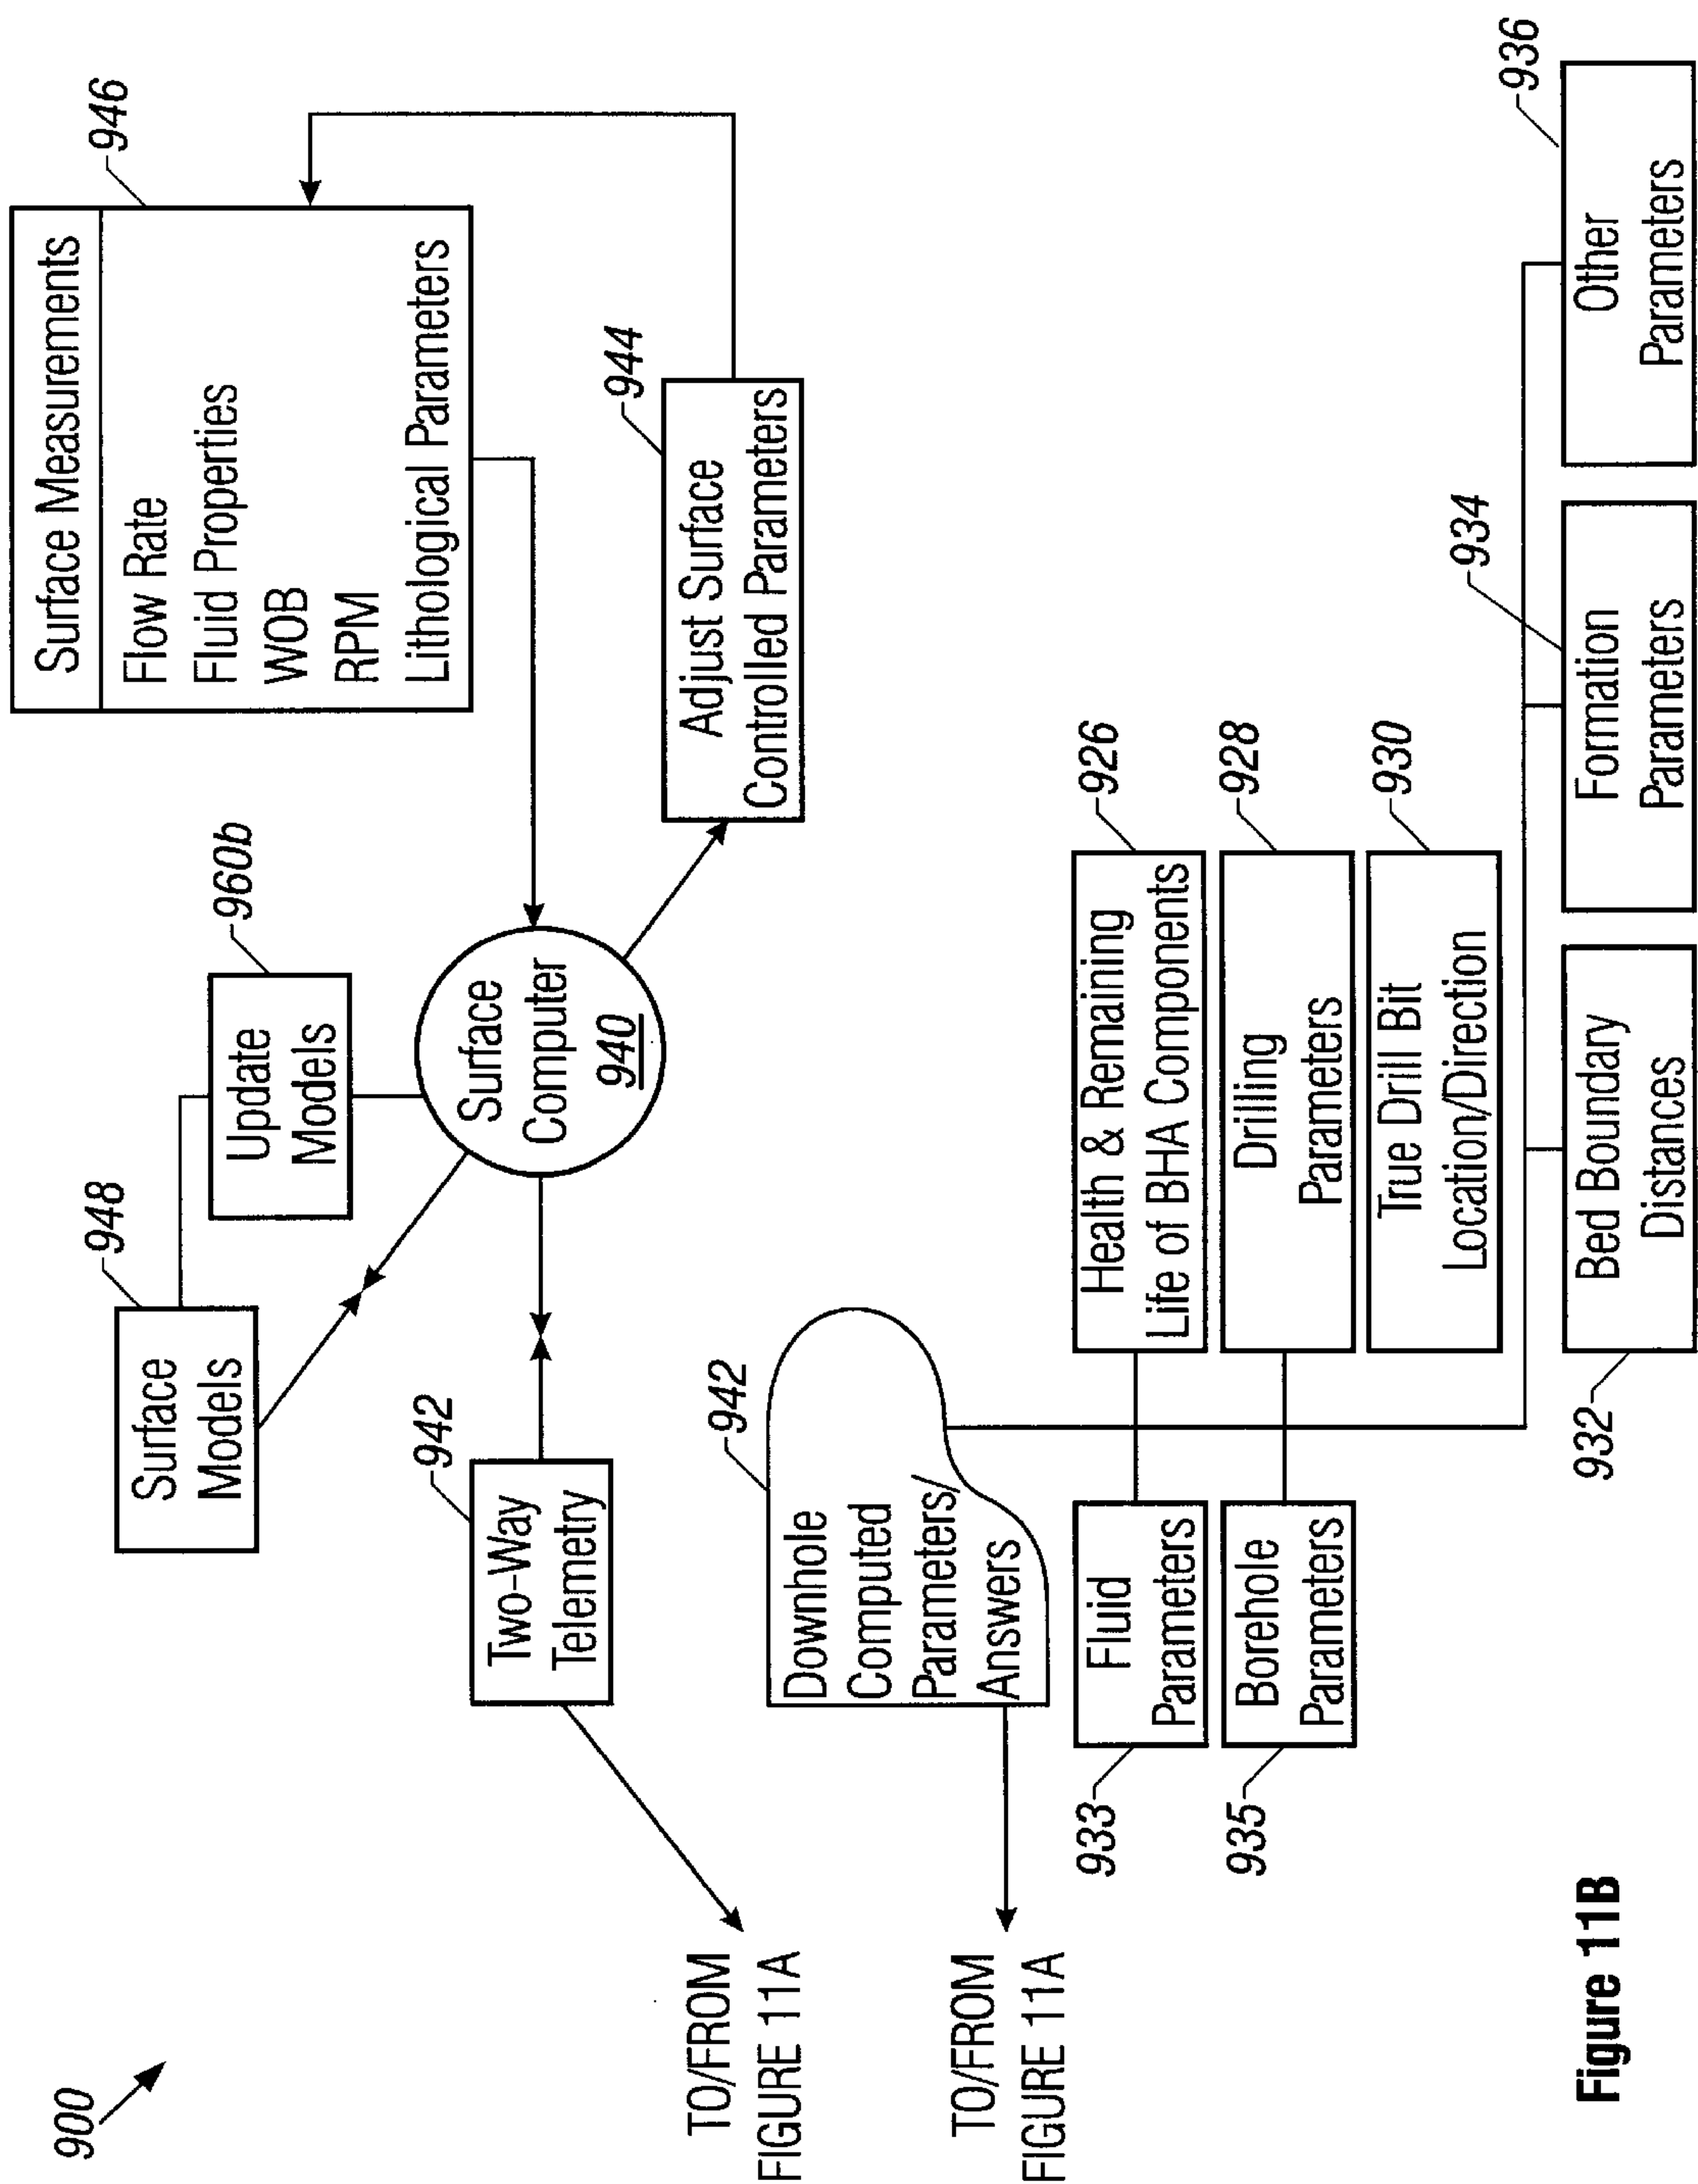 900
Surface Measurements
946
Flow Rate
Fluid Properties
WOB
RPM
Lithological Parameters
948
Surface
Models
960b
Update
Models
942
Two-Way
Telemetry
Surface
Computer
940
944
Adjust Surface
Controlled Parameters
TO/FROM
FIGURE 11A
942
Downhole
Computed
Parameters/
Answers
TO/FROM
FIGURE 11A
933
Fluid
Parameters
Health & Remaining
Life of BHA Components
926
935
Borehole
Parameters
Drilling
Parameters
928
True Drill Bit
Location/Direction
930
932
Bed Boundary
Distances
934
Formation
Parameters
936
Other
Parameters
Figure 11B